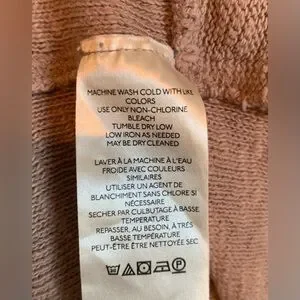 MACHINE WASH COLD WITH LIKE
COLORS
USE ONLY NON-CHLORINE
BLEACH
TUMBLE DRY LOW
LOW IRON AS NEEDED
MAY BE DRY CLEANED
LAVER À LA MACHINE À L'EAU
FROIDE AVEC COULEURS
SIMILAIRES
UTILISER UN AGENT DE
BLANCHIMENT SANS CHLORE SI
NÉCESSAIRE
SECHER PAR CULBUTAGE À BASSE
TEMPERATURE
REPASSER, AU BESOIN, À TRÈS
BASSE TEMPÉRATURE
PEUT-ÊTRE ÊTRE NETTOYÉE SEC